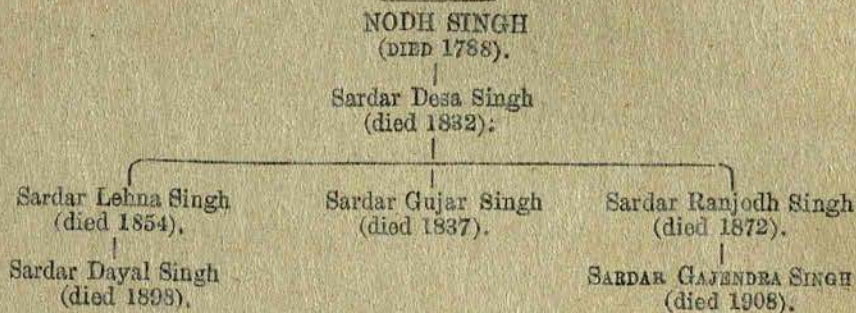 NODH SINGH
(DIED 1788).
Sardar Desa Singh
(died 1832).
Sardar Lehna Singh
(died 1854).
Sardar Gujar Singh
(died 1837).
Sardar Ranjodh Singh
(died 1872).
Sardar Dayal Singh
(died 1898).
SARDAR GAJENDRA SINGH
(died 1908).